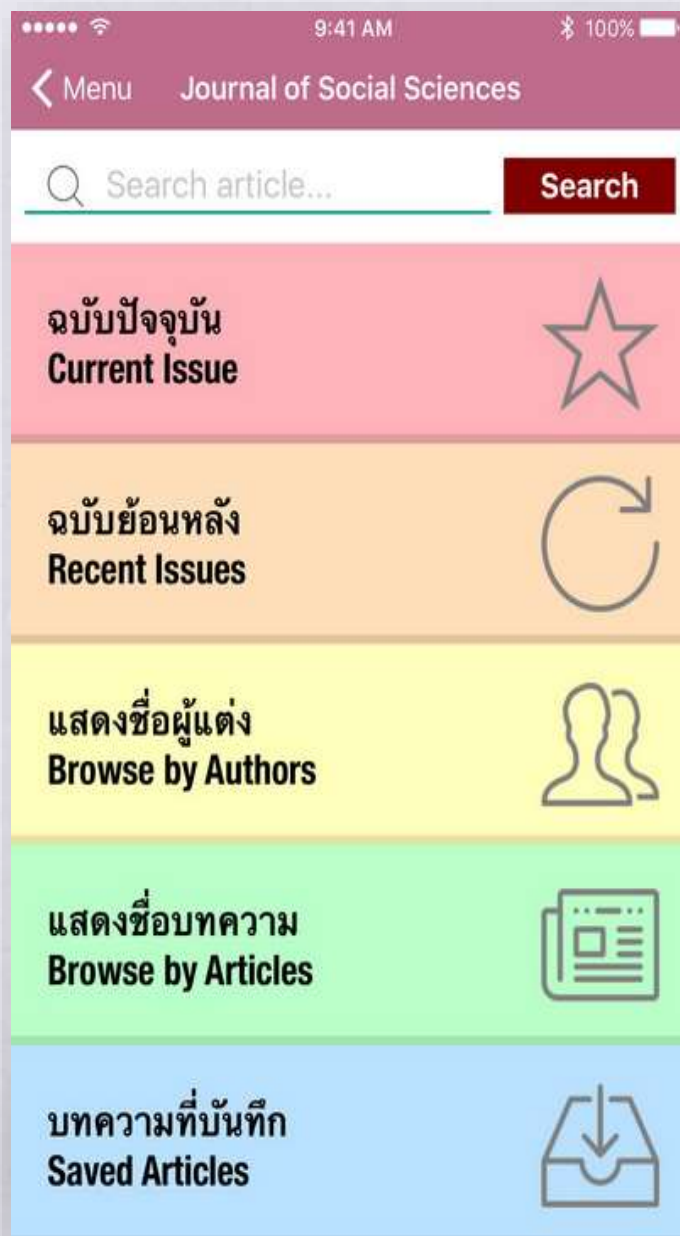 9:41 AM
100%
Menu
Journal of Social Sciences
Search article...
Search
ฉบับปัจจุบัน
Current Issue
ฉบับย้อนหลัง
Recent Issues
แสดงชื่อผู้แต่ง
Browse by Authors
แสดงชื่อบทความ
Browse by Articles
บทความที่บันทึก
Saved Articles